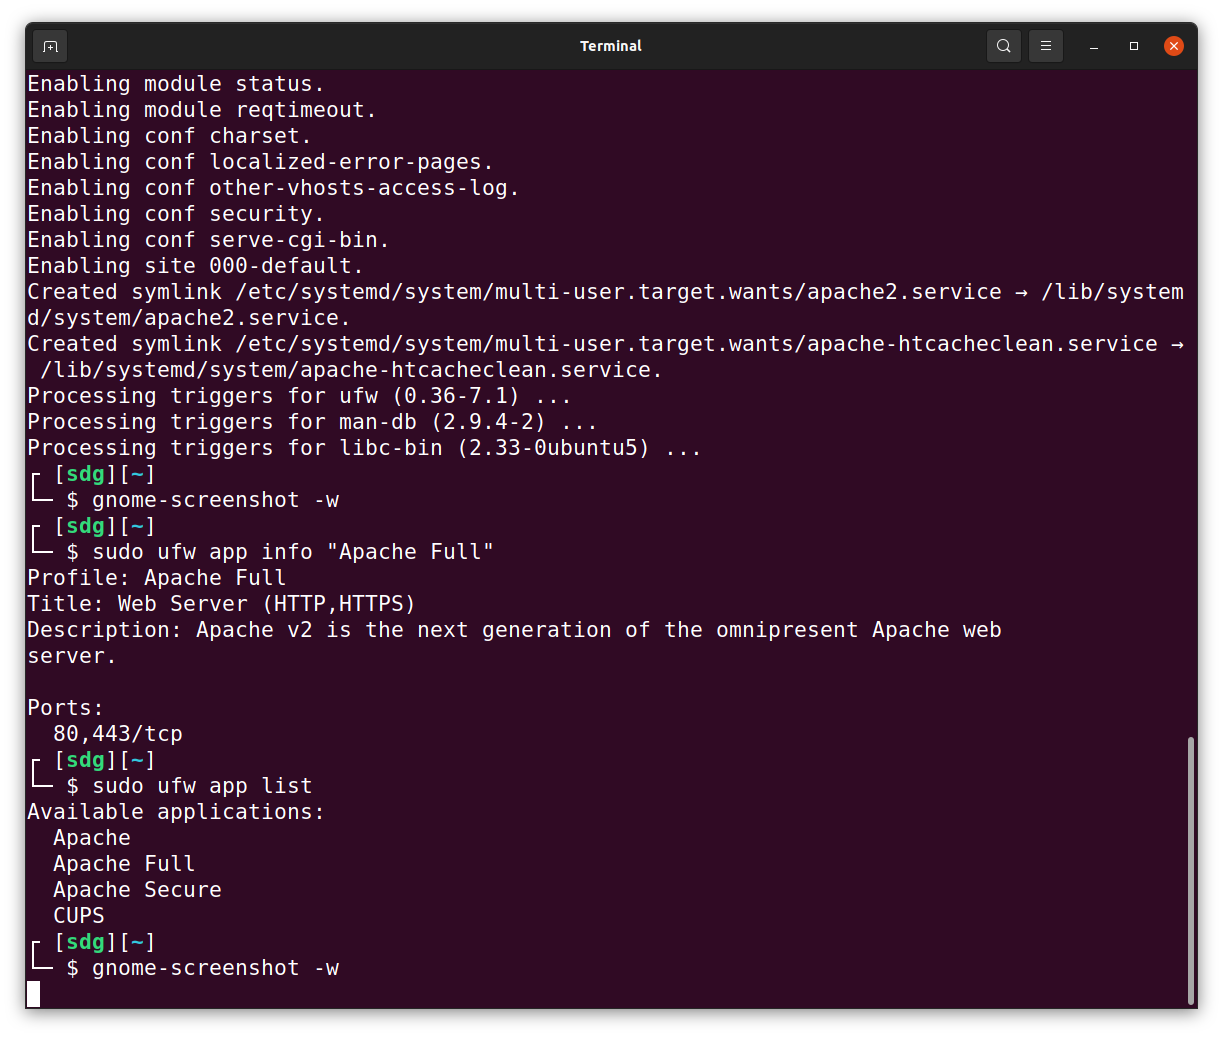 Terminal
Enabling module status.
Enabling module reqtimeout.
Enabling conf charset.
Enabling conf localized-error-pages.
Enabling conf other-vhosts-access-log.
Enabling conf security.
Enabling conf serve-cgi-bin.
Enabling site 000-default.
Created symlink /etc/systemd/system/multi-user.target.wants/apache2.service → /lib/system
d/system/apache2.service.
Created symlink /etc/systemd/system/multi-user.target.wants/apache-htcacheclean.service →
 /lib/systemd/system/apache-htcacheclean.service.
Processing triggers for ufw (0.36-7.1) ...
Processing triggers for man-db (2.9.4-2) ...
Processing triggers for libc-bin (2.33-0ubuntu5) ...
┌ [sdg][~]
└─ $ gnome-screenshot -w
┌ [sdg][~]
└─ $ sudo ufw app info "Apache Full"
Profile: Apache Full
Title: Web Server (HTTP,HTTPS)
Description: Apache v2 is the next generation of the omnipresent Apache web
server.
Ports:
  80,443/tcp
┌ [sdg][~]
└─ $ sudo ufw app list
Available applications:
  Apache
  Apache Full
  Apache Secure
  CUPS
┌ [sdg][~]
└─ $ gnome-screenshot -w